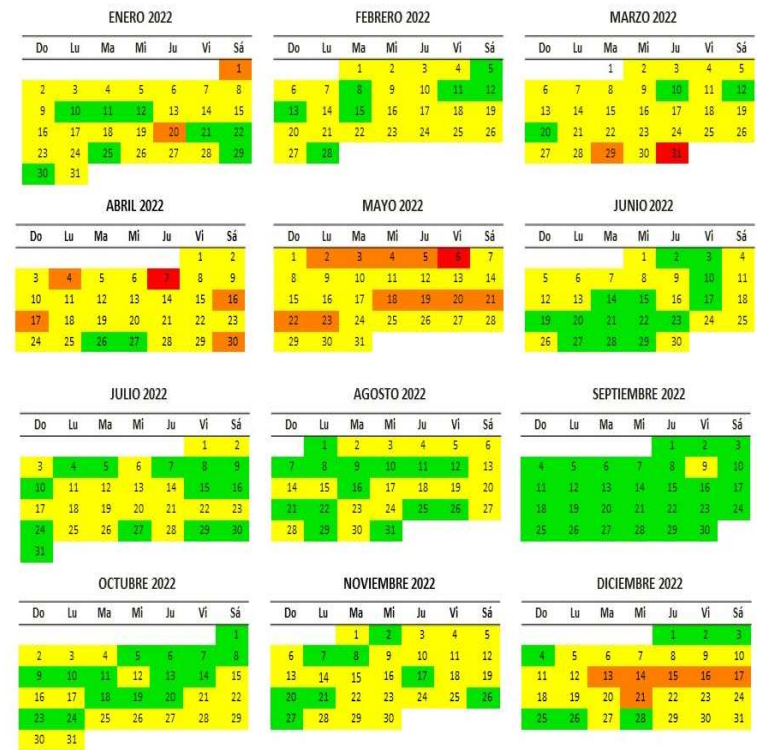 ENERO 2022
Do Lu Ma Mi Ju Vi Sá
1
2 3 4 5 6 7 8
9 10 11 12 13 14 15
16 17 18 19 20 21 22
23 24 25 26 27 28 29
30 31
FEBRERO 2022
Do Lu Ma Mi Ju Vi Sá
1 2 3 4 5
6 7 8 9 10 11 12
13 14 15 16 17 18 19
20 21 22 23 24 25 26
27 28
MARZO 2022
Do Lu Ma Mi Ju Vi Sá
1 2 3 4 5
6 7 8 9 10 11 12
13 14 15 16 17 18 19
20 21 22 23 24 25 26
27 28 29 30 31
ABRIL 2022
Do Lu Ma Mi Ju Vi Sá
1 2
3 4 5 6 7 8 9
10 11 12 13 14 15 16
17 18 19 20 21 22 23
24 25 26 27 28 29 30
MAYO 2022
Do Lu Ma Mi Ju Vi Sá
1 2 3 4 5 6 7
8 9 10 11 12 13 14
15 16 17 18 19 20 21
22 23 24 25 26 27 28
29 30 31
JUNIO 2022
Do Lu Ma Mi Ju Vi Sá
1 2 3 4
5 6 7 8 9 10 11
12 13 14 15 16 17 18
19 20 21 22 23 24 25
26 27 28 29 30
JULIO 2022
Do Lu Ma Mi Ju Vi Sá
1 2
3 4 5 6 7 8 9
10 11 12 13 14 15 16
17 18 19 20 21 22 23
24 25 26 27 28 29 30
31
AGOSTO 2022
Do Lu Ma Mi Ju Vi Sá
1 2 3 4 5 6
7 8 9 10 11 12 13
14 15 16 17 18 19 20
21 22 23 24 25 26 27
28 29 30 31
SEPTIEMBRE 2022
Do Lu Ma Mi Ju Vi Sá
1 2 3
4 5 6 7 8 9 10
11 12 13 14 15 16 17
18 19 20 21 22 23 24
25 26 27 28 29 30
OCTUBRE 2022
Do Lu Ma Mi Ju Vi Sá
1
2 3 4 5 6 7 8
9 10 11 12 13 14 15
16 17 18 19 20 21 22
23 24 25 26 27 28 29
30 31
NOVIEMBRE 2022
Do Lu Ma Mi Ju Vi Sá
1 2 3 4 5
6 7 8 9 10 11 12
13 14 15 16 17 18 19
20 21 22 23 24 25 26
27 28 29 30
DICIEMBRE 2022
Do Lu Ma Mi Ju Vi Sá
1 2 3
4 5 6 7 8 9 10
11 12 13 14 15 16 17
18 19 20 21 22 23 24
25 26 27 28 29 30 31